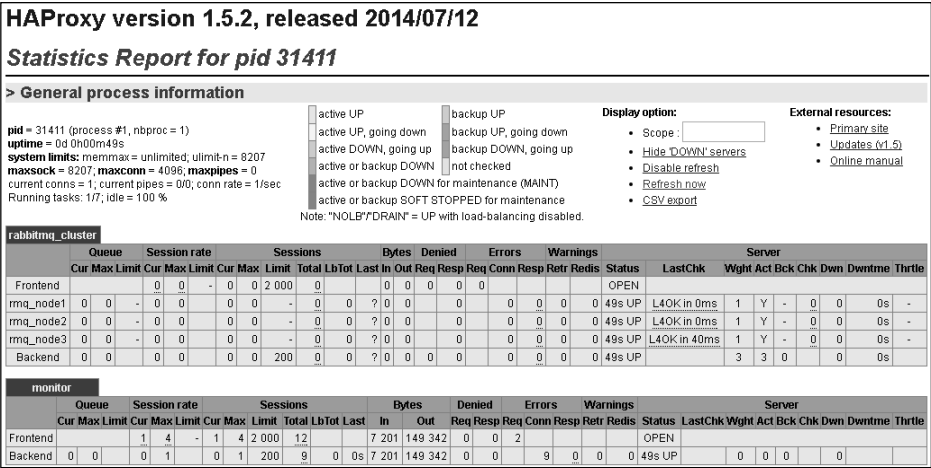 HAProxy version 1.5.2, released 2014/07/12
Statistics Report for pid 31411
> General process information
pid = 31411 (process #1, nbproc = 1)
uptime = 0d 0h00m49s
system limits: memmax = unlimited; ulimit-n = 8207
maxsock = 8207; maxconn = 4096; maxpipes = 0
current conns = 1; current pipes = 0/0; conn rate = 1/sec
Running tasks: 1/7; idle = 100 %
active UP backup UP
active UP, going down backup UP, going down
active DOWN, going up backup DOWN, going up
active or backup DOWN not checked
active or backup DOWN for maintenance (MAINT)
active or backup SOFT STOPPED for maintenance
Note: "NOLB"/"DRAIN" = UP with load-balancing disabled.
Display option:
• Scope :
• Hide 'DOWN' servers
• Disable refresh
• Refresh now
• CSV export
External resources:
• Primary site
• Updates (v1.5)
• Online manual
rabbitmq_cluster
Queue Session rate Sessions Bytes Denied Errors Warnings Server
Cur Max Limit Cur Max Limit Cur Max Limit Total LbTot Last In Out Req Resp Req Conn Resp Retr Redis Status LastChk Wght Act Bck Chk Dwn Dwntme Thrtle
Frontend 0 0 - 0 0 2 000 0 0 0 0 0 0 OPEN
rmq_node1 0 0 - 0 0 0 0 - 0 0 ? 0 0 0 0 0 0 0 49s UP L4OK in 0ms 1 Y - 0 0 0s -
rmq_node2 0 0 - 0 0 0 0 - 0 0 ? 0 0 0 0 0 0 0 49s UP L4OK in 0ms 1 Y - 0 0 0s -
rmq_node3 0 0 - 0 0 0 0 - 0 0 ? 0 0 0 0 0 0 0 49s UP L4OK in 40ms 1 Y - 0 0 0s -
Backend 0 0 0 0 0 0 200 0 0 ? 0 0 0 0 0 0 0 0 49s UP 3 3 0 0 0s
monitor
Queue Session rate Sessions Bytes Denied Errors Warnings Server
Cur Max Limit Cur Max Limit Cur Max Limit Total LbTot Last In Out Req Resp Req Conn Resp Retr Redis Status LastChk Wght Act Bck Chk Dwn Dwntme Thrtle
Frontend 1 4 - 1 4 2 000 12 7 201 149 342 0 0 2 OPEN
Backend 0 0 0 1 0 1 200 9 0 0s 7 201 149 342 0 0 9 0 0 0 49s UP 0 0 0 0